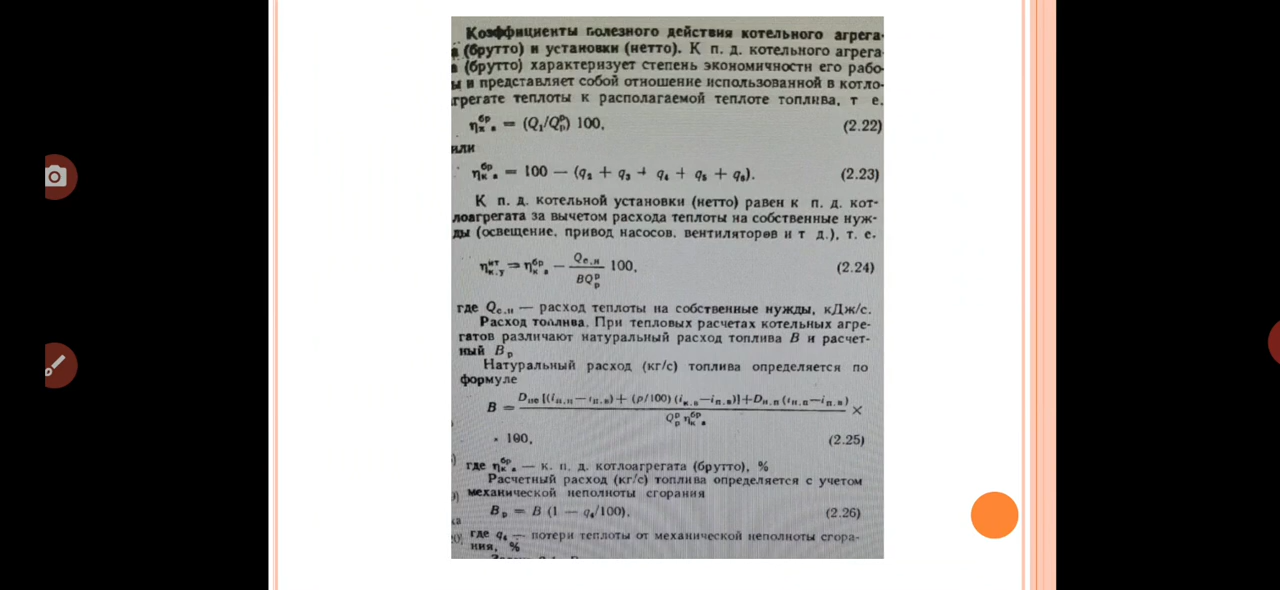 Коэффициенты полезного действия котельного агрега-
а (брутто) и установки (нетто). К п. д. котельного агрега-
а (брутто) характеризует степень экономичности его рабо-
ы и представляет собой отношение использованной в котло-
грегате теплоты к располагаемой теплоте топлива, т е.
η^бр_к а = (Q₁/Q^р_р) 100, (2.22)
или
η^бр_к а = 100 — (q₂ + q₃ + q₄ + q₅ + q₆). (2.23)
К п. д. котельной установки (нетто) равен к п. д. кот-
лоагрегата за вычетом расхода теплоты на собственные нуж-
ды (освещение, привод насосов, вентиляторов и т д.), т. е.
η^нт_к.у = η^бр_к а — Q_с.н / BQ^р_р 100, (2.24)
где Q_с.н — расход теплоты на собственные нужды, кДж/с.
Расход топлива. При тепловых расчетах котельных агре-
гатов различают натуральный расход топлива B и расчет-
ный B_р
Натуральный расход (кг/с) топлива определяется по
формуле
B = D_пе [(i_п.п — i_п.в) + (P/100) (i_к.в — i_п.в)] + D_н.п (i_н.п — i_п.в) / Q^р_р η^бр_к а ×
× 100, (2.25)
где η^бр_к а — к. п. д. котлоагрегата (брутто), %
Расчетный расход (кг/с) топлива определяется с учетом
механической неполноты сгорания
B_р = B (1 — q₄/100). (2.26)
где q₄ — потери теплоты от механической неполноты сгора-
ния, %